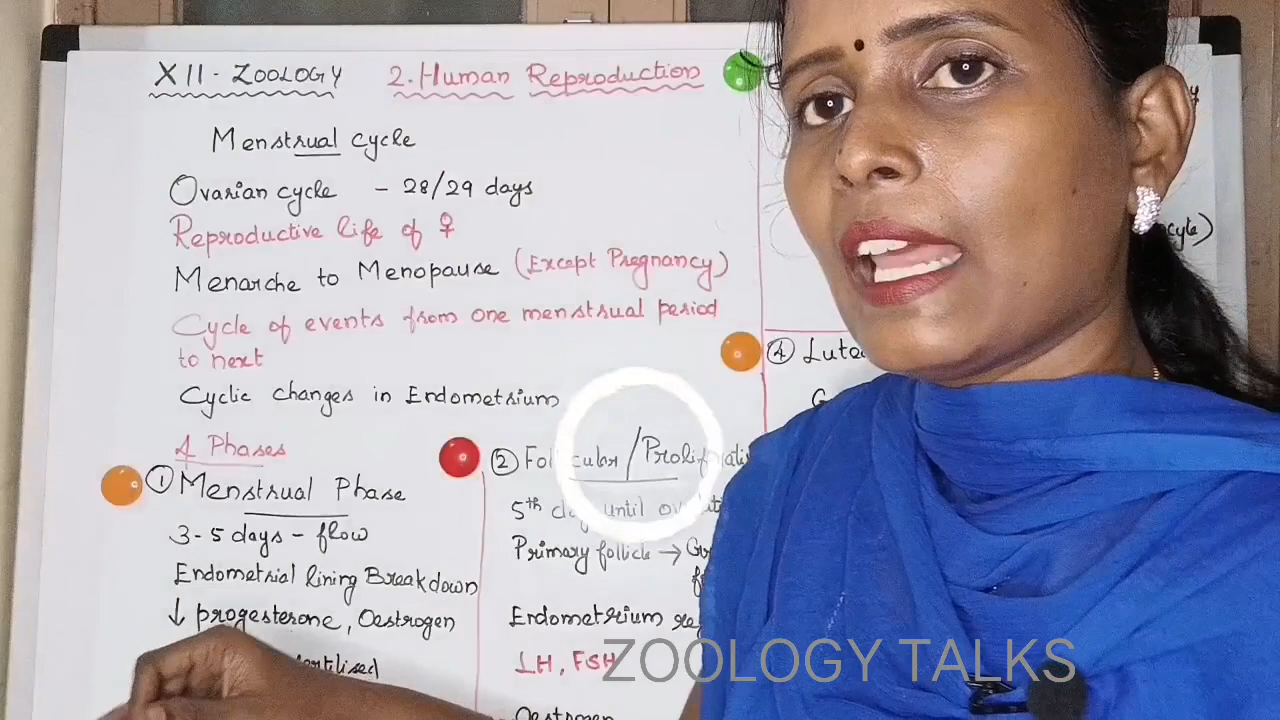 XII - ZOOLOGY 2. Human Reproduction
Menstrual cycle
Ovarian cycle - 28/29 days
Reproductive life of ♀
Menarche to Menopause (Except Pregnancy)
Cycle of events from one menstrual period
to next
Cyclic changes in Endometrium
4 Phases
① Menstrual Phase
3-5 days - flow
Endometrial lining Breakdown
↓ progesterone, Oestrogen
② /
5th until
Primary follicle →
Endometrium
LH, FSH
Oestrogen
④
ZOOLOGY TALKS